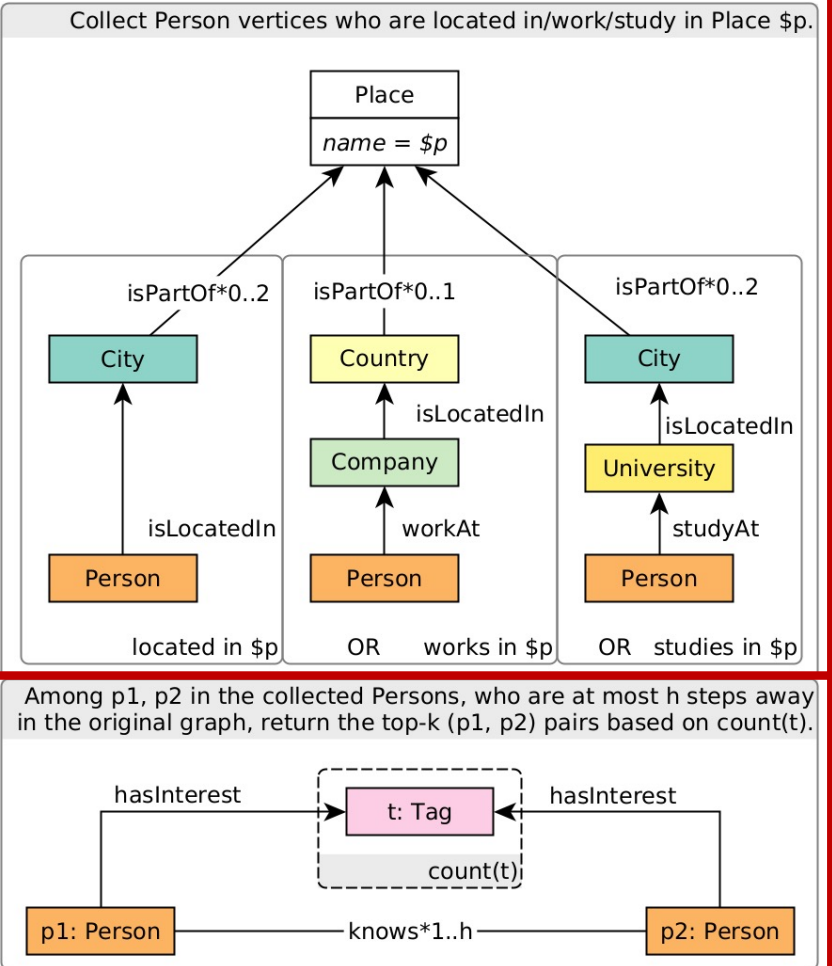 Collect Person vertices who are located in/work/study in Place $p.
Place
name = $p
isPartOf*0..2
isPartOf*0..1
isPartOf*0..2
City
Country
City
isLocatedIn
isLocatedIn
Company
University
isLocatedIn
workAt
studyAt
Person
Person
Person
located in $p
OR works in $p
OR studies in $p
Among p1, p2 in the collected Persons, who are at most h steps away
in the original graph, return the top-k (p1, p2) pairs based on count(t).
hasInterest
hasInterest
t: Tag
count(t)
p1: Person
knows*1..h
p2: Person